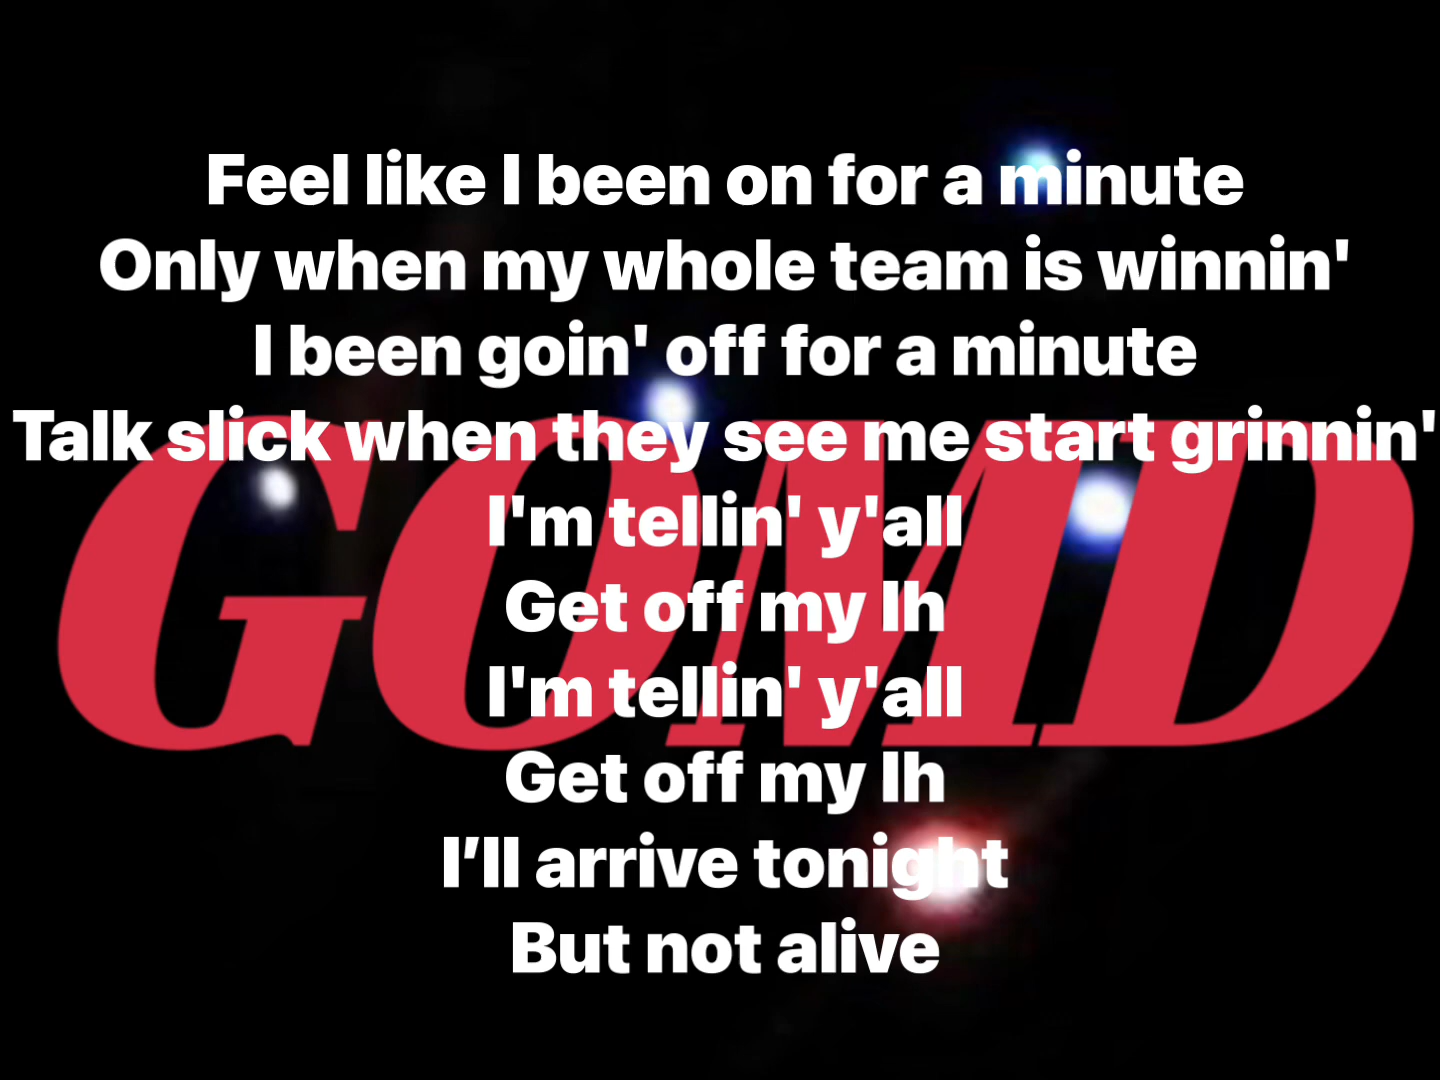 Feel like I been on for a minute
Only when my whole team is winnin'
I been goin' off for a minute
Talk slick when they see me start grinnin'
I'm tellin' y'all
Get off my lh
I'm tellin' y'all
Get off my lh
I’ll arrive tonight
But not alive
GOMD